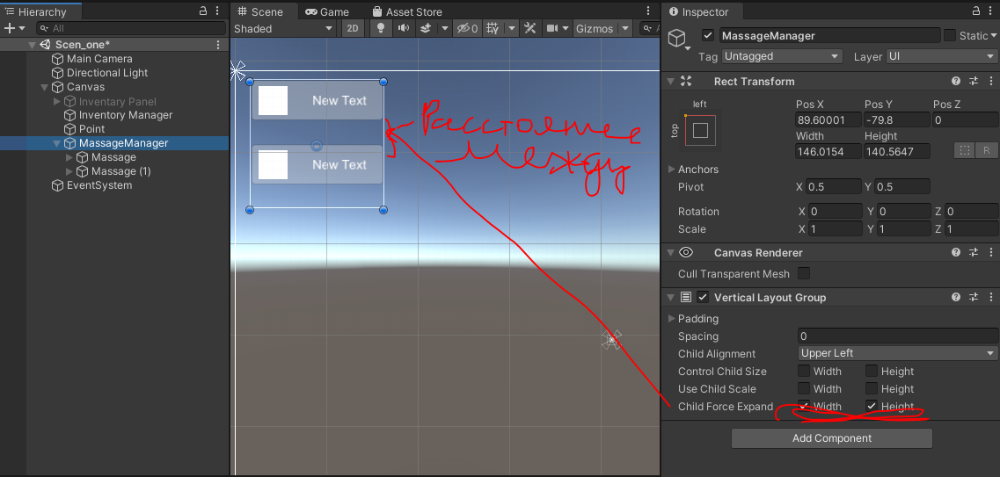 Hierarchy
All
Scen_one*
Main Camera
Directional Light
Canvas
Inventory Panel
Inventory Manager
Point
MassageManager
Massage
Massage (1)
EventSystem
Scene
Game
Asset Store
Shaded
2D
0
Gizmos
A
New Text
New Text
Расстояние
между
Inspector
MassageManager
Static
Tag Untagged Layer UI
Rect Transform
left
top
Pos X Pos Y Pos Z
89.60001 -79.8 0
Width Height
146.0154 140.5647
R
Anchors
Pivot X 0.5 Y 0.5
Rotation X 0 Y 0 Z 0
Scale X 1 Y 1 Z 1
Canvas Renderer
Cull Transparent Mesh
Vertical Layout Group
Padding
Spacing 0
Child Alignment Upper Left
Control Child Size Width Height
Use Child Scale Width Height
Child Force Expand Width Height
Add Component